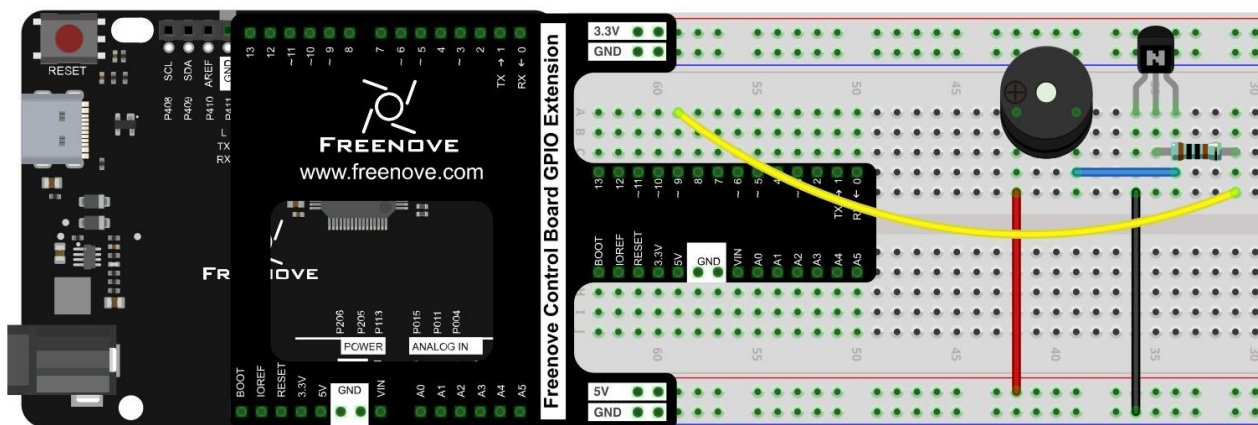 RESET
SCL
SDA
AREF
GND
P408
P409
P410
P411
L
TX
RX
13
12
~11
~10
~9
8
7
~6
~5
4
~3
2
TX → 1
RX ← 0
FREENOVE
www.freenove.com
FREENOVE
P206
P205
P113
POWER
P015
P011
P004
ANALOG IN
BOOT
IOREF
RESET
3.3V
5V
GND
VIN
A0
A1
A2
A3
A4
A5
Freenove Control Board GPIO Extension
3.3V
GND
60
45
30
A
B
C
13
12
~11
~10
~9
8
7
~6
~5
4
~3
2
TX → 1
RX ← 0
BOOT
IOREF
RESET
3.3V
5V
GND
VIN
A0
A1
A2
A3
A4
A5
I
J
60
55
50
40
35
30
5V
GND